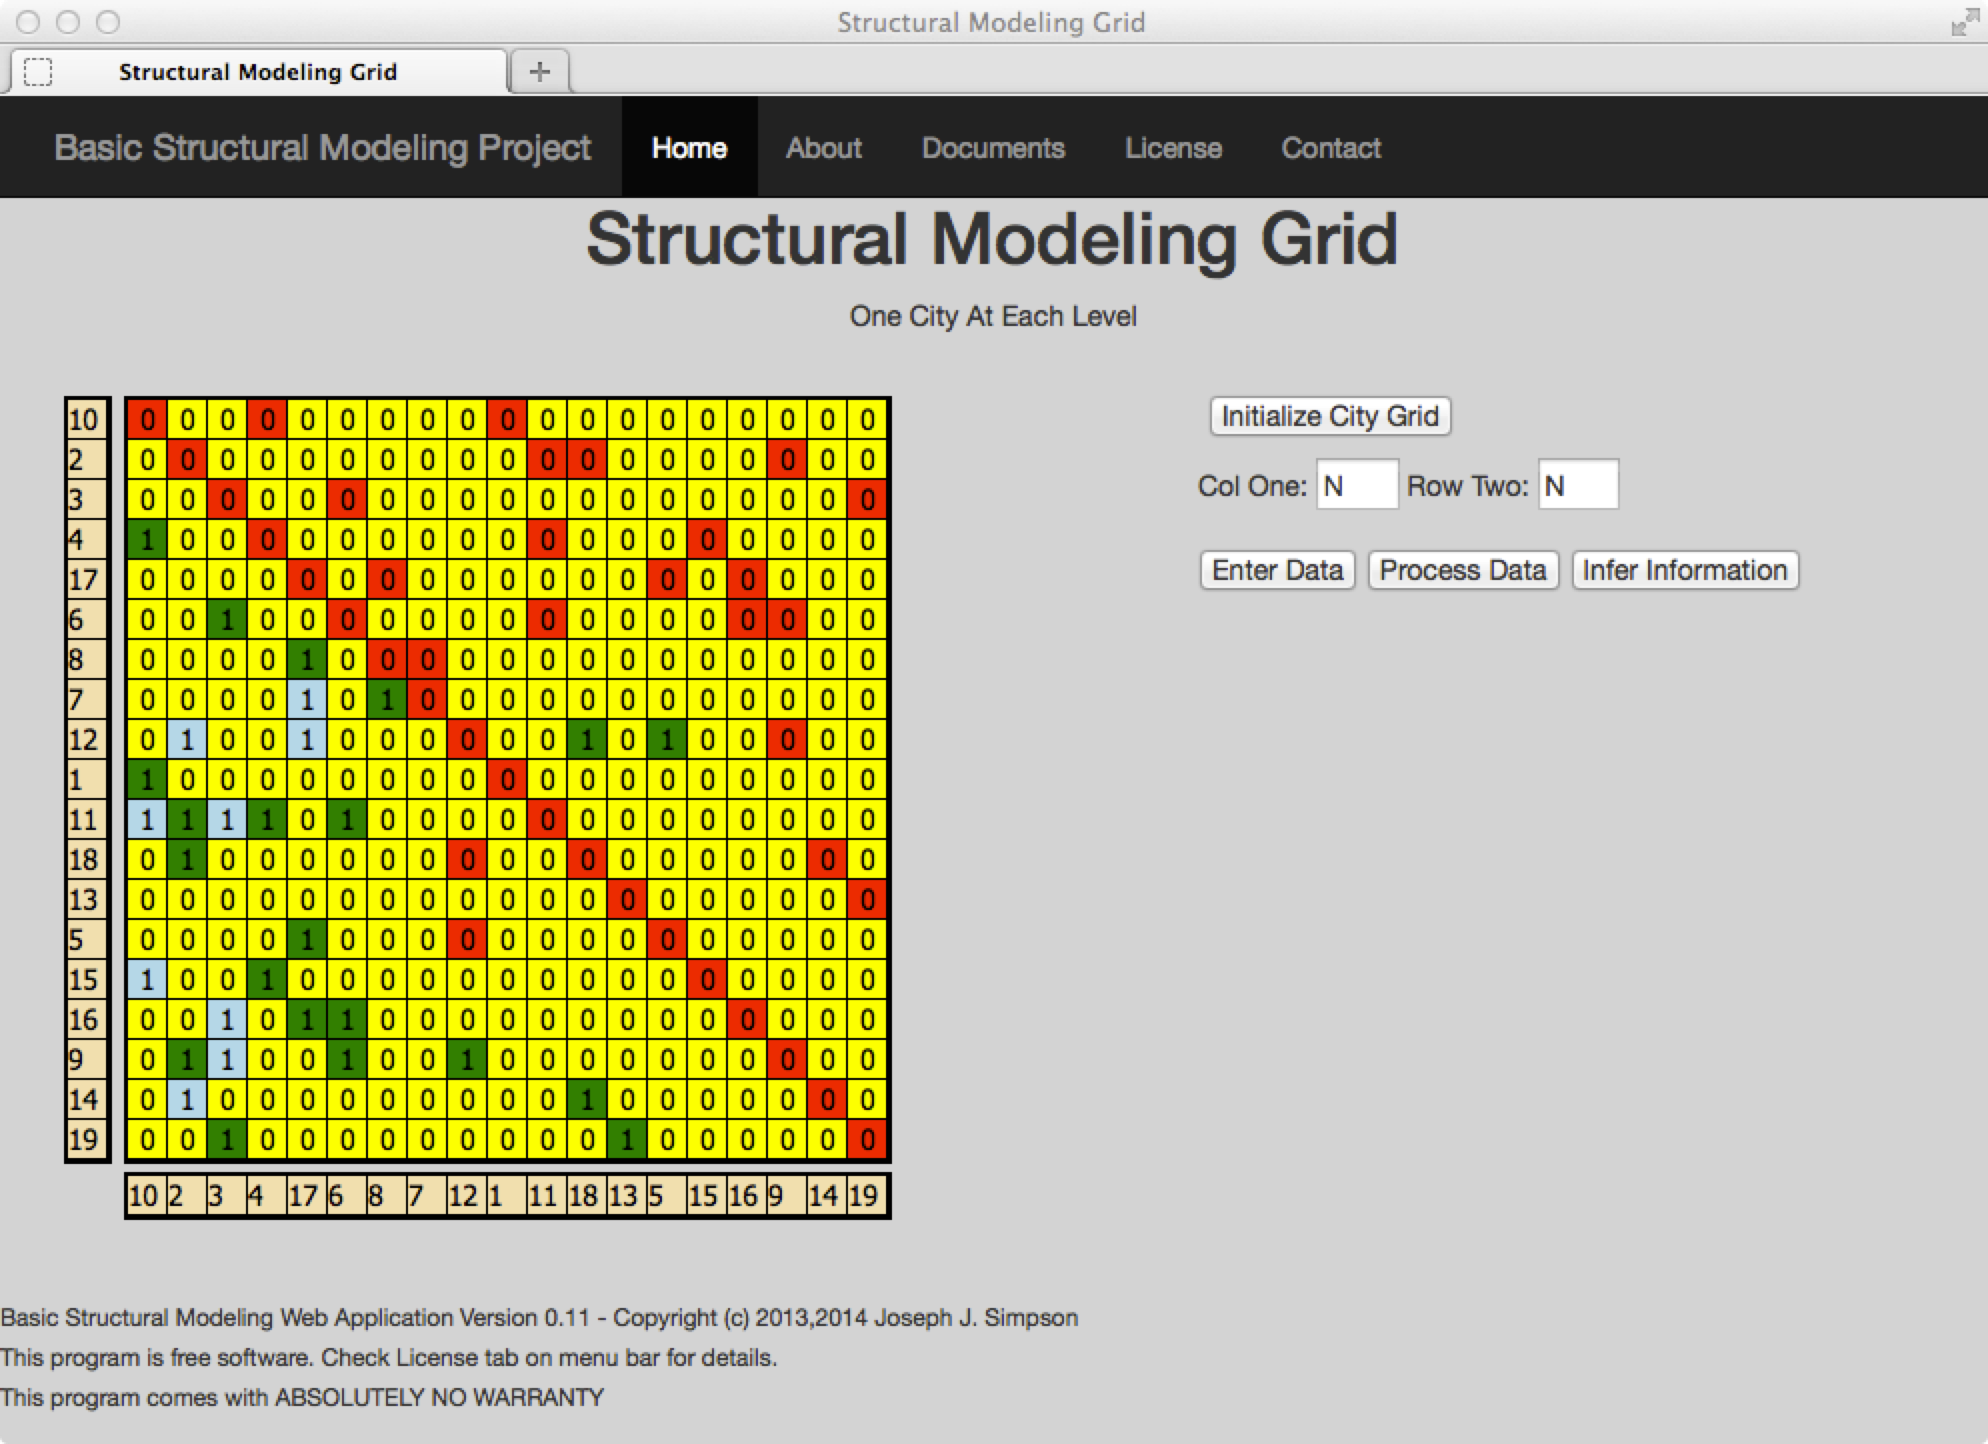 Structural Modeling Grid
Structural Modeling Grid +
Basic Structural Modeling Project Home About Documents License Contact
Structural Modeling Grid
One City At Each Level
10 0 0 0 0 0 0 0 0 0 0 0 0 0 0 0 0 0 0 0 Initialize City Grid
2 0 0 0 0 0 0 0 0 0 0 0 0 0 0 0 0 0 0 0
3 0 0 0 0 0 0 0 0 0 0 0 0 0 0 0 0 0 0 0 Col One: N Row Two: N
4 1 0 0 0 0 0 0 0 0 0 0 0 0 0 0 0 0 0 0
17 0 0 0 0 0 0 0 0 0 0 0 0 0 0 0 0 0 0 0 Enter Data Process Data Infer Information
6 0 0 1 0 0 0 0 0 0 0 0 0 0 0 0 0 0 0 0
8 0 0 0 0 1 0 0 0 0 0 0 0 0 0 0 0 0 0 0
7 0 0 0 0 1 0 1 0 0 0 0 0 0 0 0 0 0 0 0
12 0 1 0 0 1 0 0 0 0 0 0 1 0 1 0 0 0 0 0
1 1 0 0 0 0 0 0 0 0 0 0 0 0 0 0 0 0 0 0
11 1 1 1 1 0 1 0 0 0 0 0 0 0 0 0 0 0 0 0
18 0 1 0 0 0 0 0 0 0 0 0 0 0 0 0 0 0 0 0
13 0 0 0 0 0 0 0 0 0 0 0 0 0 0 0 0 0 0 0
5 0 0 0 0 1 0 0 0 0 0 0 0 0 0 0 0 0 0 0
15 1 0 0 1 0 0 0 0 0 0 0 0 0 0 0 0 0 0 0
16 0 0 1 0 1 1 0 0 0 0 0 0 0 0 0 0 0 0 0
9 0 1 1 0 0 1 0 0 1 0 0 0 0 0 0 0 0 0 0
14 0 1 0 0 0 0 0 0 0 0 0 1 0 0 0 0 0 0 0
19 0 0 1 0 0 0 0 0 0 0 0 0 1 0 0 0 0 0 0
10 2 3 4 17 6 8 7 12 1 11 18 13 5 15 16 9 14 19
Basic Structural Modeling Web Application Version 0.11 - Copyright (c) 2013,2014 Joseph J. Simpson
This program is free software. Check License tab on menu bar for details.
This program comes with ABSOLUTELY NO WARRANTY